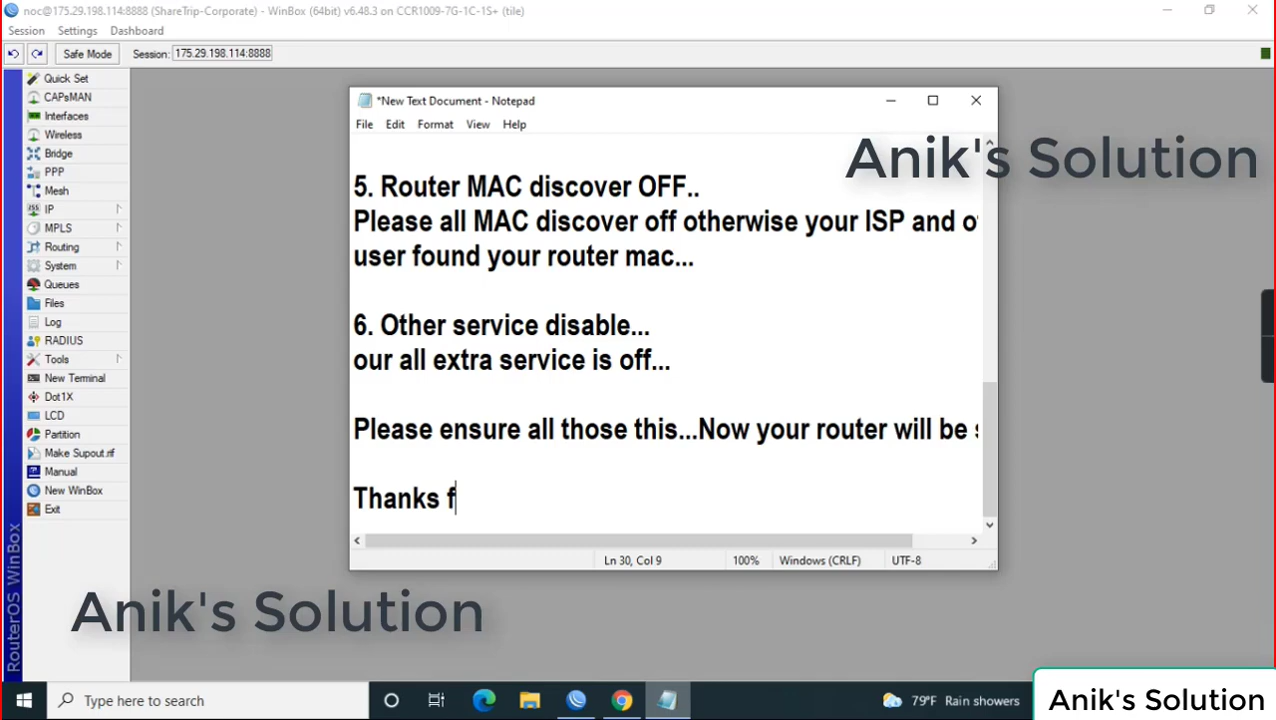 noc@175.29.198.114:8888 (ShareTrip-Corporate) - WinBox (64bit) v6.48.3 on CCR1009-7G-1C-1S+ (tile)
Session Settings Dashboard
Safe Mode Session: 175.29.198.114:8888
Quick Set
CAPsMAN
Interfaces
Wireless
Bridge
PPP
Mesh
IP
MPLS
Routing
System
Queues
Files
Log
RADIUS
Tools
New Terminal
Dot1X
LCD
Partition
Make Supout.rif
Manual
New WinBox
Exit
RouterOS WinBox
*New Text Document - Notepad
File Edit Format View Help
Anik's Solution
5. Router MAC discover OFF..
Please all MAC discover off otherwise your ISP and
user found your router mac...
6. Other service disable...
our all extra service is off...
Please ensure all those this...Now your router will be
Thanks f
Ln 30, Col 9 100% Windows (CRLF) UTF-8
Anik's Solution
Type here to search
79°F Rain showers
Anik's Solution